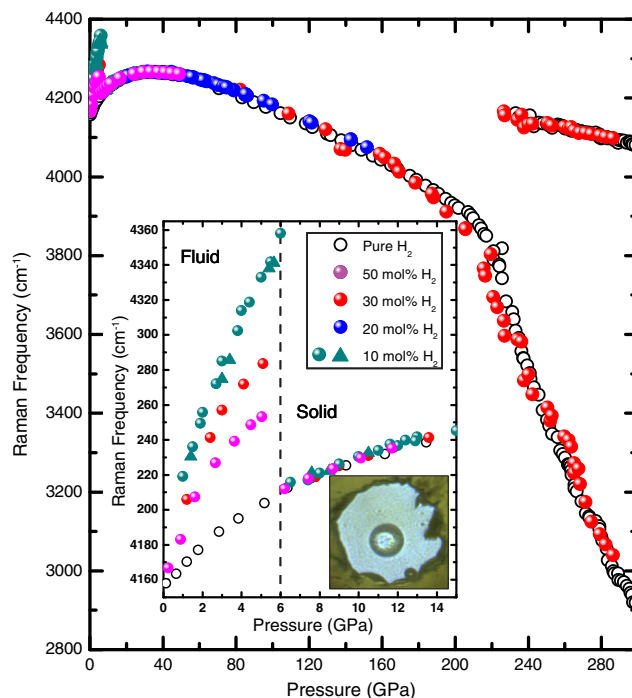 4400
4200
4000
3800
3600
3400
3200
3000
2800
Raman Frequency (cm⁻¹)
0 40 80 120 160 200 240 280
Pressure (GPa)
4360
4340
4320
300
280
260
240
220
4200
4180
4160
Raman Frequency (cm⁻¹)
Fluid
Solid
Pure H₂
50 mol% H₂
30 mol% H₂
20 mol% H₂
10 mol% H₂
0 2 4 6 8 10 12 14
Pressure (GPa)